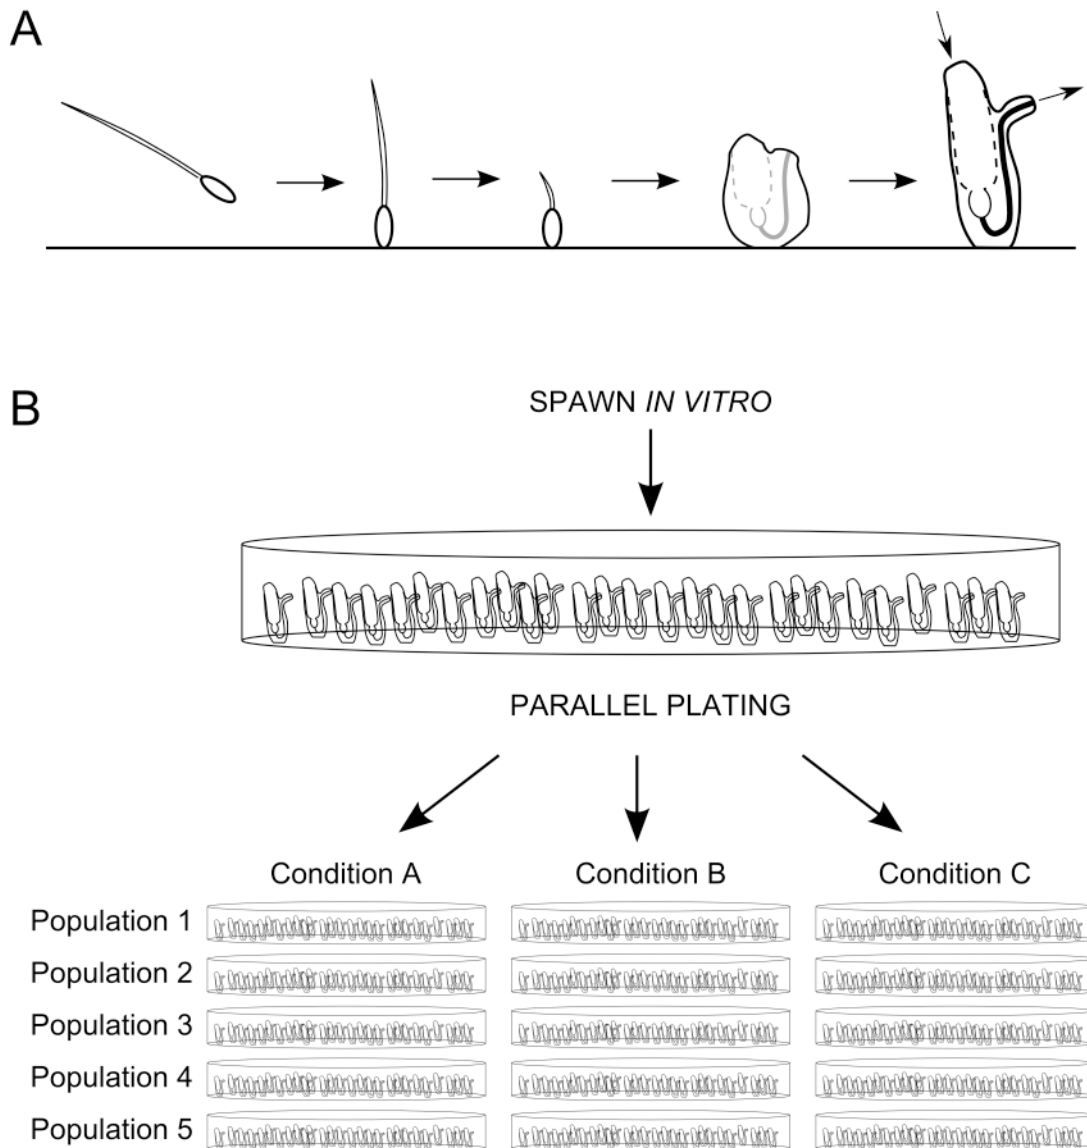 A
B
SPAWN IN VITRO
PARALLEL PLATING
Condition A Condition B Condition C
Population 1
Population 2
Population 3
Population 4
Population 5